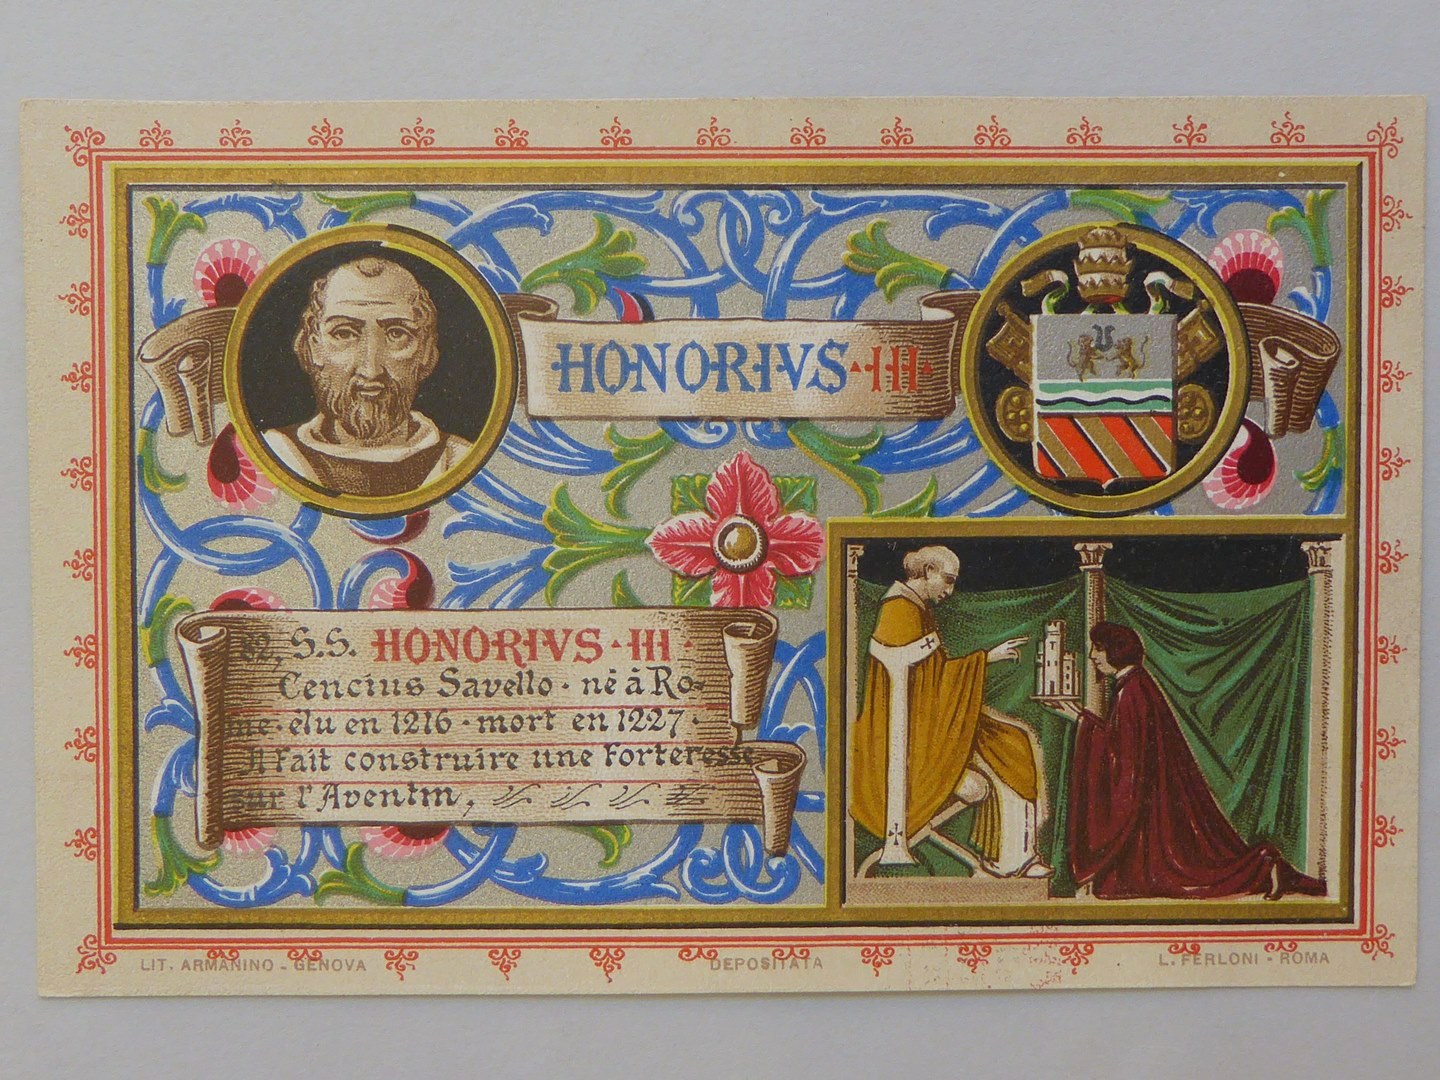 HONORIVS·III·
S.S. HONORIVS·III·
Cencius Savello·né à Ro-
me·élu en 1216·mort en 1227·
Il fait construire une forteresse
sur l'Aventin,
LIT. ARMANINO - GENOVA
DEPOSITATA
L. FERLONI - ROMA